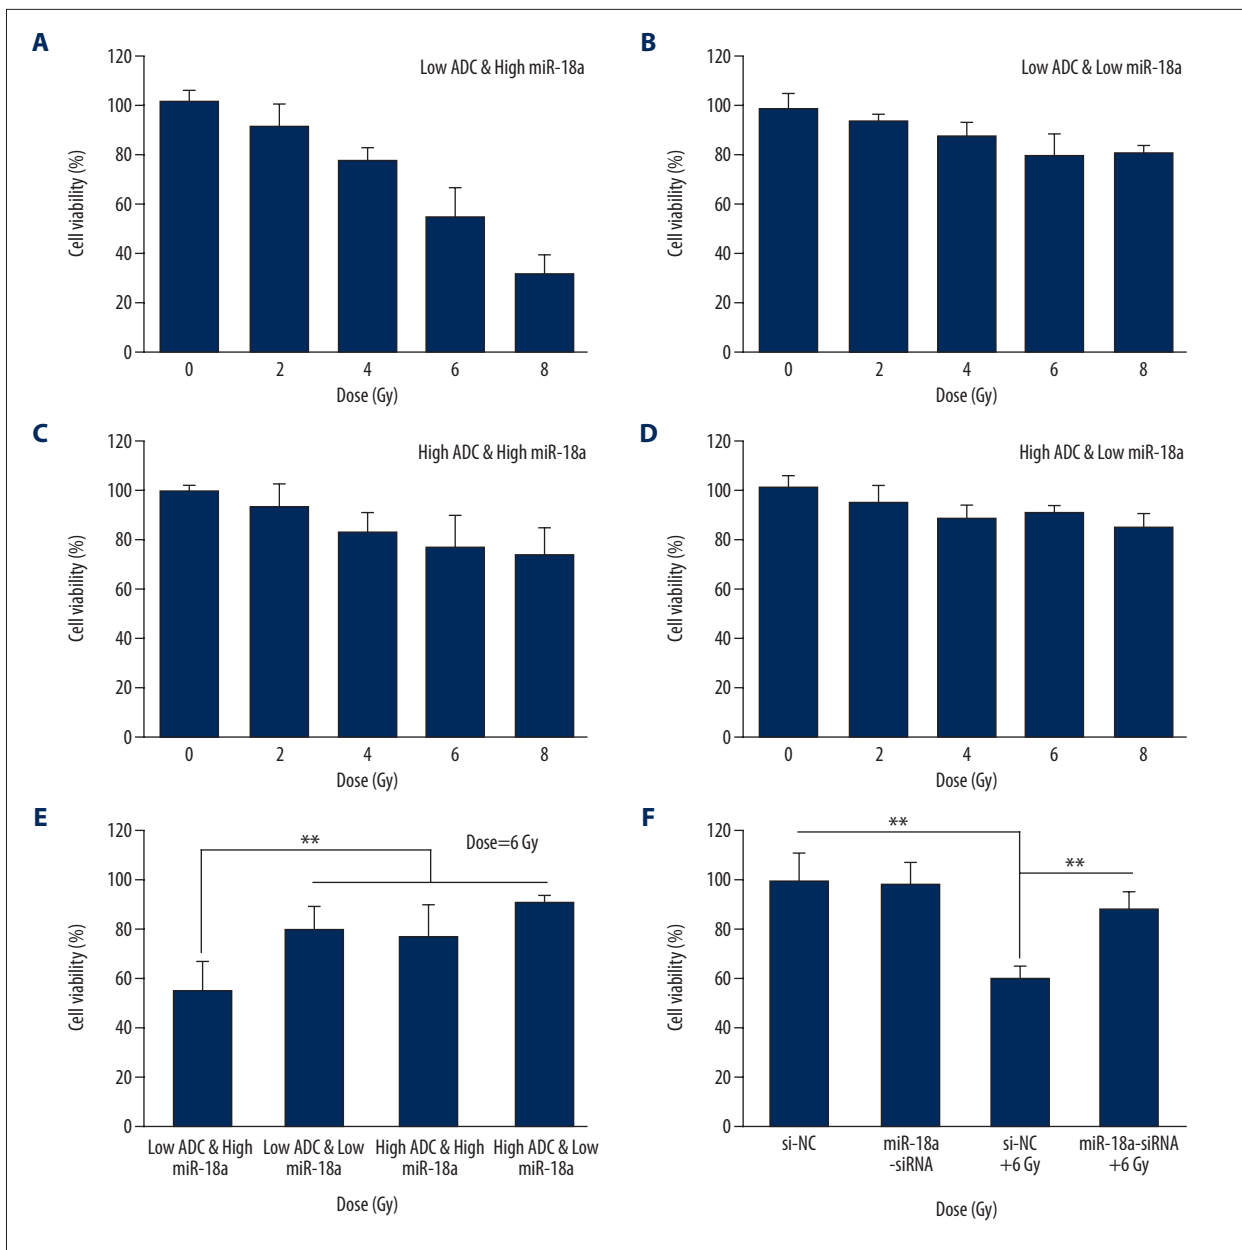 A
Low ADC & High miR-18a
Cell viability (%)
120
100
80
60
40
20
0
0 2 4 6 8
Dose (Gy)
B
Low ADC & Low miR-18a
Cell viability (%)
120
100
80
60
40
20
0
0 2 4 6 8
Dose (Gy)
C
High ADC & High miR-18a
Cell viability (%)
120
100
80
60
40
20
0
0 2 4 6 8
Dose (Gy)
D
High ADC & Low miR-18a
Cell viability (%)
120
100
80
60
40
20
0
0 2 4 6 8
Dose (Gy)
E
**
Dose=6 Gy
Cell viability (%)
120
100
80
60
40
20
0
Low ADC & High miR-18a
Low ADC & Low miR-18a
High ADC & High miR-18a
High ADC & Low miR-18a
Dose (Gy)
F
**
**
Cell viability (%)
120
100
80
60
40
20
0
si-NC
miR-18a -siRNA
si-NC +6 Gy
miR-18a-siRNA +6 Gy
Dose (Gy)